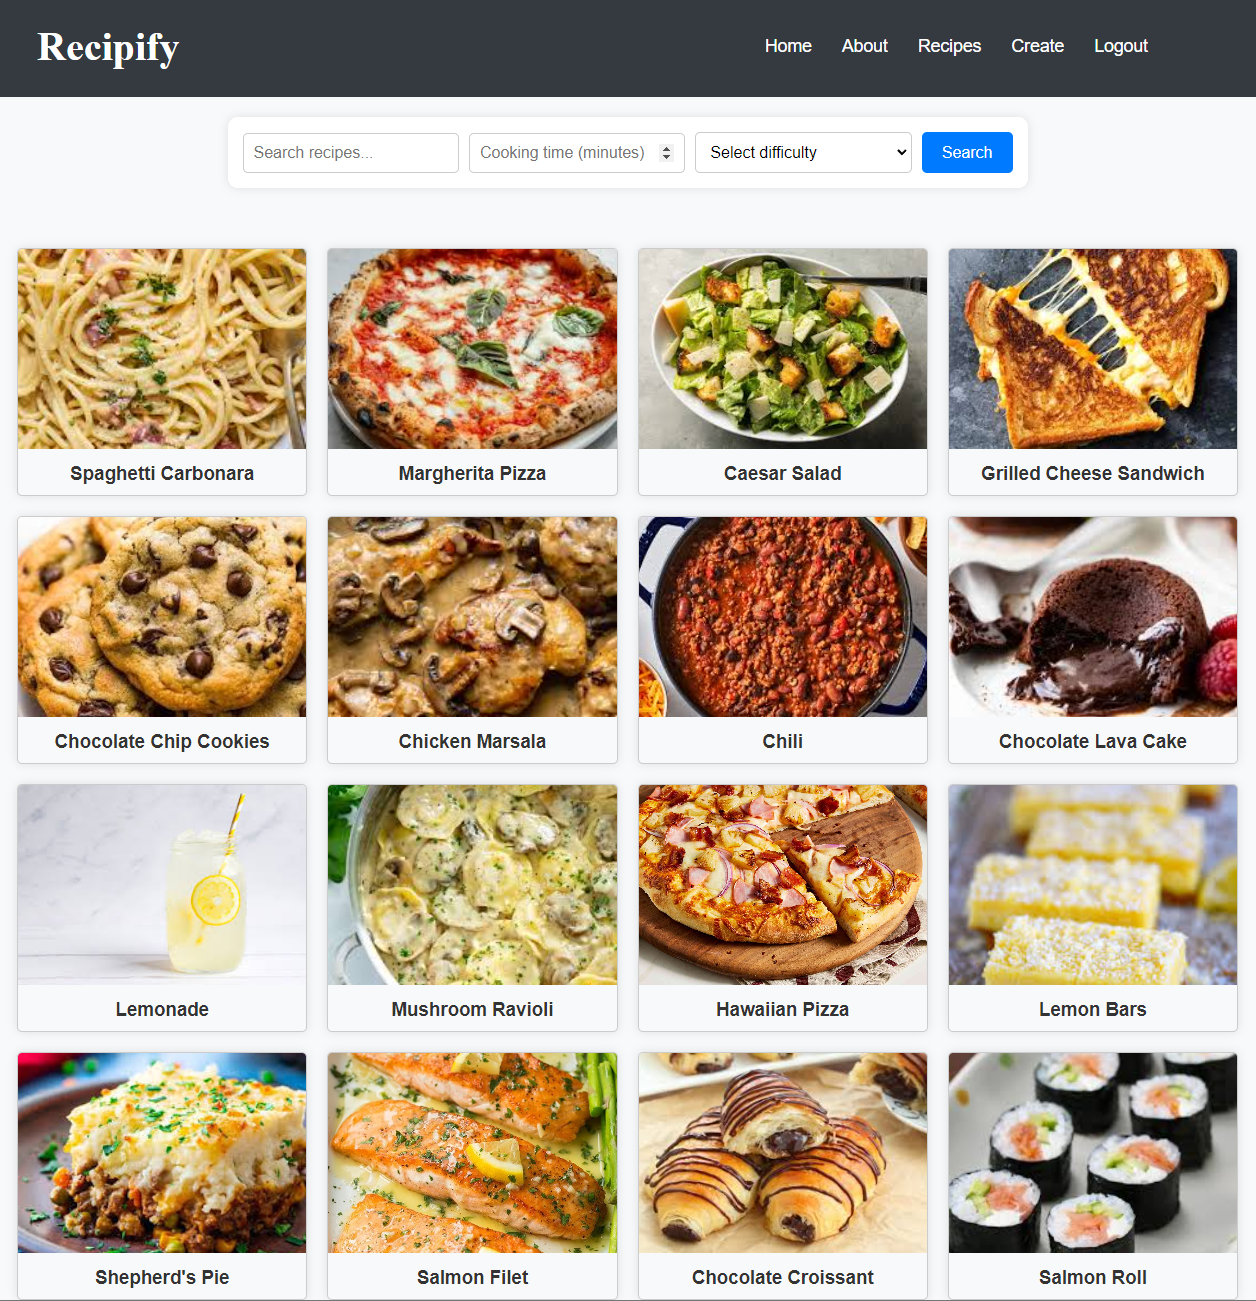 Recipify
Home About Recipes Create Logout
Search recipes... Cooking time (minutes) Select difficulty Search
Spaghetti Carbonara Margherita Pizza Caesar Salad Grilled Cheese Sandwich
Chocolate Chip Cookies Chicken Marsala Chili Chocolate Lava Cake
Lemonade Mushroom Ravioli Hawaiian Pizza Lemon Bars
Shepherd's Pie Salmon Filet Chocolate Croissant Salmon Roll